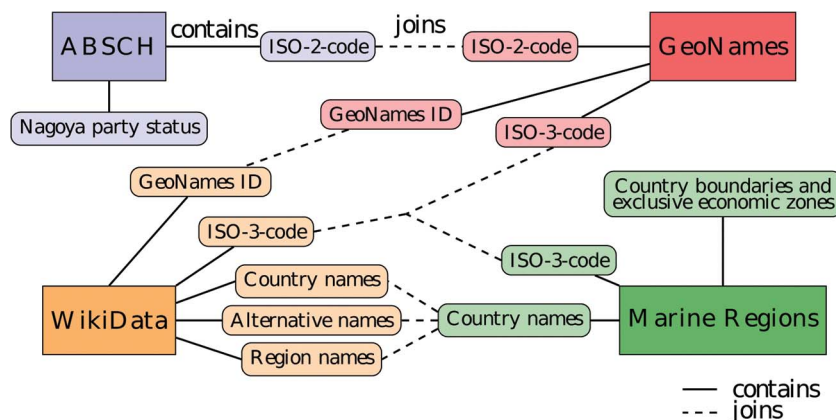 ABSCH
contains
ISO-2-code
joins
ISO-2-code
GeoNames
Nagoya party status
GeoNames ID
ISO-3-code
GeoNames ID
Country boundaries and
exclusive economic zones
ISO-3-code
ISO-3-code
Country names
WikiData
Alternative names
Country names
Marine Regions
Region names
contains
joins